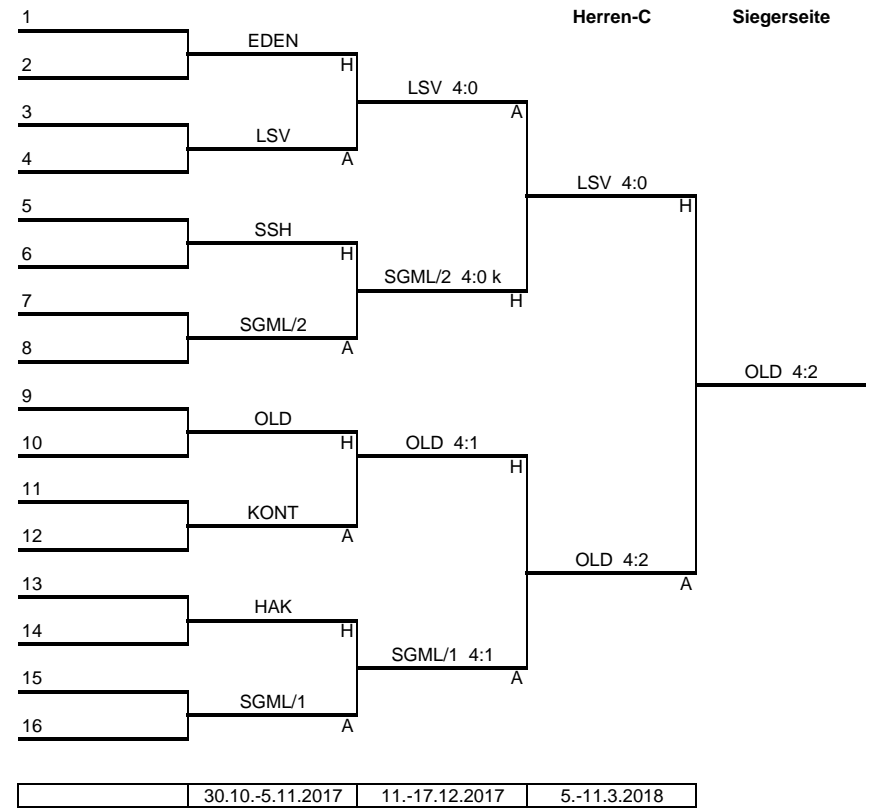 1 Herren-C Siegerseite
EDEN
2 H
LSV 4:0
3 A
LSV
4 A
LSV 4:0
5 H
SSH
6 H
SGML/2 4:0 k
7 H
SGML/2
8 A
OLD 4:2
9
OLD
10 H OLD 4:1
H
11
KONT
12 A
OLD 4:2
13 A
HAK
14 H
SGML/1 4:1
15 A
SGML/1
16 A
30.10.-5.11.2017 11.-17.12.2017 5.-11.3.2018